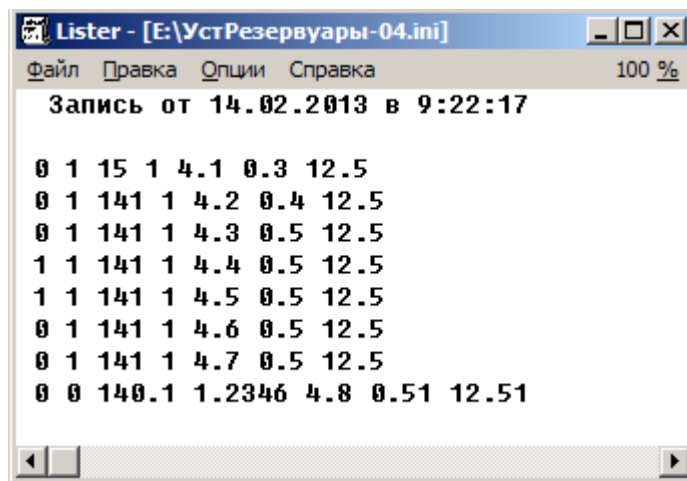 Lister - [E:\УстРезервуары-04.ini]
Файл Правка Опции Справка 100 %
Запись от 14.02.2013 в 9:22:17
0 1 15 1 4.1 0.3 12.5
0 1 141 1 4.2 0.4 12.5
0 1 141 1 4.3 0.5 12.5
1 1 141 1 4.4 0.5 12.5
1 1 141 1 4.5 0.5 12.5
0 1 141 1 4.6 0.5 12.5
0 1 141 1 4.7 0.5 12.5
0 0 140.1 1.2346 4.8 0.51 12.51